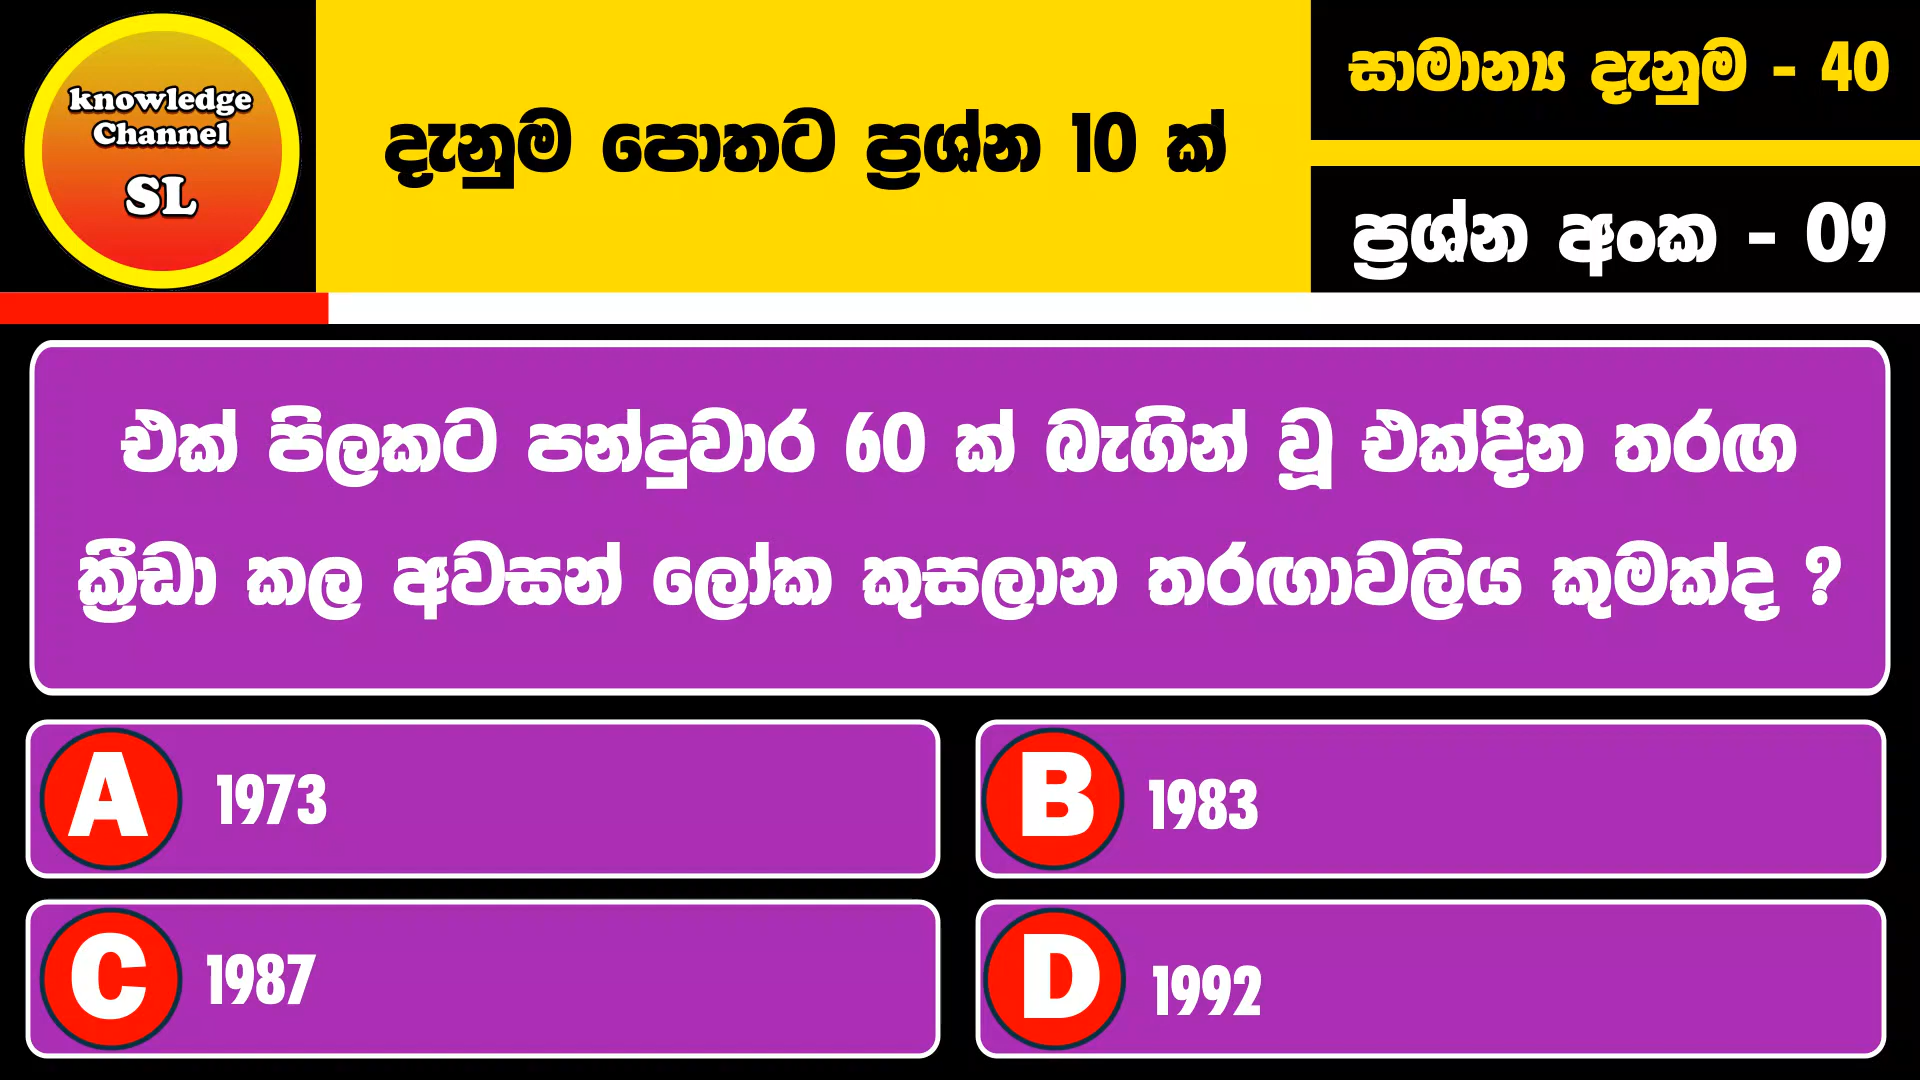 knowledge
Channel
SL
දැනුම පොතට ප්‍රශ්න 10 ක්
සාමාන්‍ය දැනුම - 40
ප්‍රශ්න අංක - 09
එක් පිලකට පන්දුවාර 60 ක් බැගින් වූ එක්දින තරඟ
ක්‍රීඩා කල අවසන් ලෝක කුසලාන තරඟාවලිය කුමක්ද ?
A 1973
B 1983
C 1987
D 1992